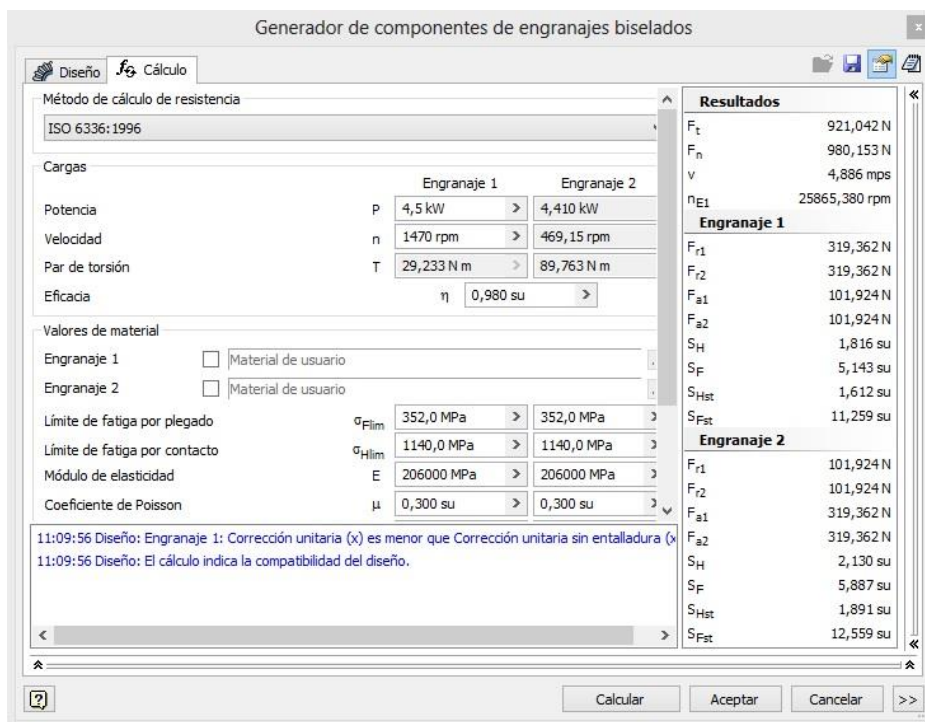 Generador de componentes de engranajes biselados
x
Diseño
Cálculo
Método de cálculo de resistencia
ISO 6336:1996
Cargas
Engranaje 1 Engranaje 2
Potencia P 4,5 kW > 4,410 kW
Velocidad n 1470 rpm > 469,15 rpm
Par de torsión T 29,233 N m > 89,763 N m
Eficacia η 0,980 su >
Valores de material
Engranaje 1 Material de usuario
Engranaje 2 Material de usuario
Límite de fatiga por plegado σFlim 352,0 MPa > 352,0 MPa >
Límite de fatiga por contacto σHlim 1140,0 MPa > 1140,0 MPa >
Módulo de elasticidad E 206000 MPa > 206000 MPa >
Coeficiente de Poisson μ 0,300 su > 0,300 su >
11:09:56 Diseño: Engranaje 1: Corrección unitaria (x) es menor que Corrección unitaria sin entalladura (x
11:09:56 Diseño: El cálculo indica la compatibilidad del diseño.
Resultados
Ft 921,042 N
Fn 980,153 N
v 4,886 mps
nE1 25865,380 rpm
Engranaje 1
Fr1 319,362 N
Fr2 319,362 N
Fa1 101,924 N
Fa2 101,924 N
SH 1,816 su
SF 5,143 su
SHst 1,612 su
SFst 11,259 su
Engranaje 2
Fr1 101,924 N
Fr2 101,924 N
Fa1 319,362 N
Fa2 319,362 N
SH 2,130 su
SF 5,887 su
SHst 1,891 su
SFst 12,559 su
? Calcular Aceptar Cancelar >>